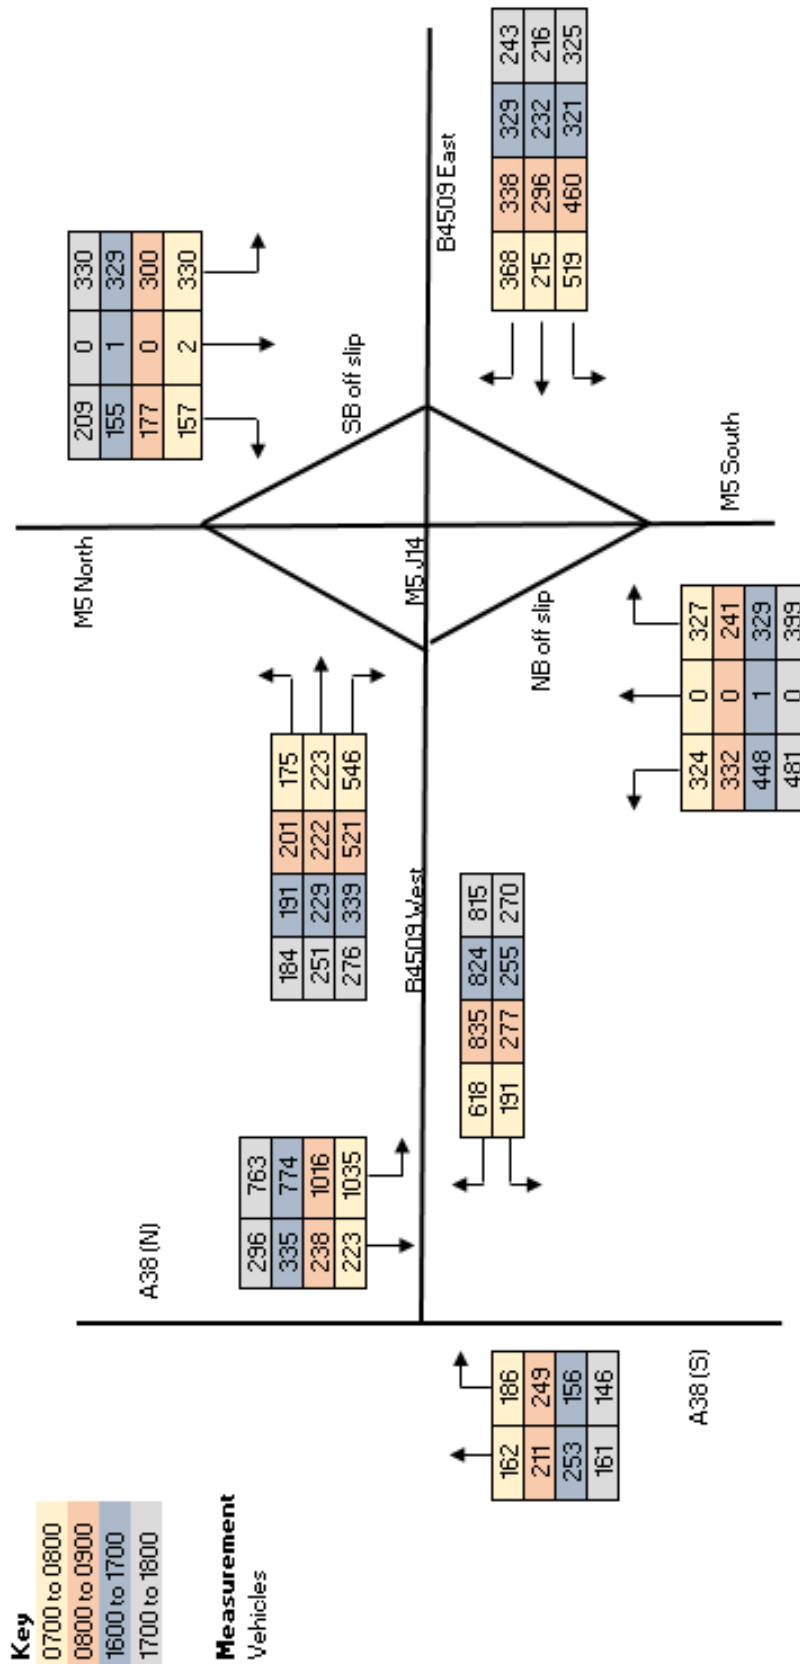 Key
0700 to 0800
0800 to 0900
1600 to 1700
1700 to 1800
Measurement
Vehicles
A38 (N)
296 763
335 774
238 1016
223 1035
162 186
211 249
253 156
161 146
A38 (S)
B4509 West
184 191 201 175
251 229 222 223
276 339 521 546
618 835 824 815
191 277 255 270
M5 North
209 0 330
155 1 329
177 0 300
157 2 330
SB off slip
M5 J14
NB off slip
M5 South
324 0 327
332 0 241
448 1 329
481 0 399
B4509 East
368 338 329 243
215 296 232 216
519 460 321 325